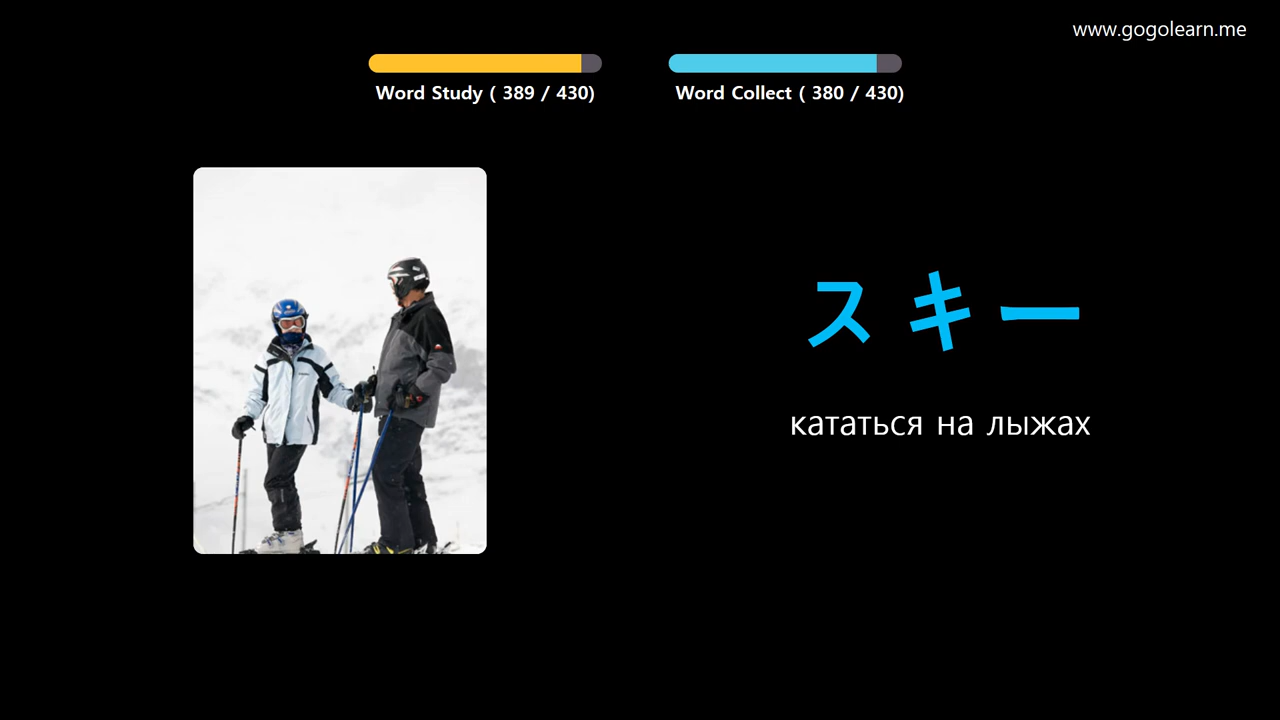 www.gogolearn.me
Word Study ( 389 / 430)
Word Collect ( 380 / 430)
スキー
кататься на лыжах